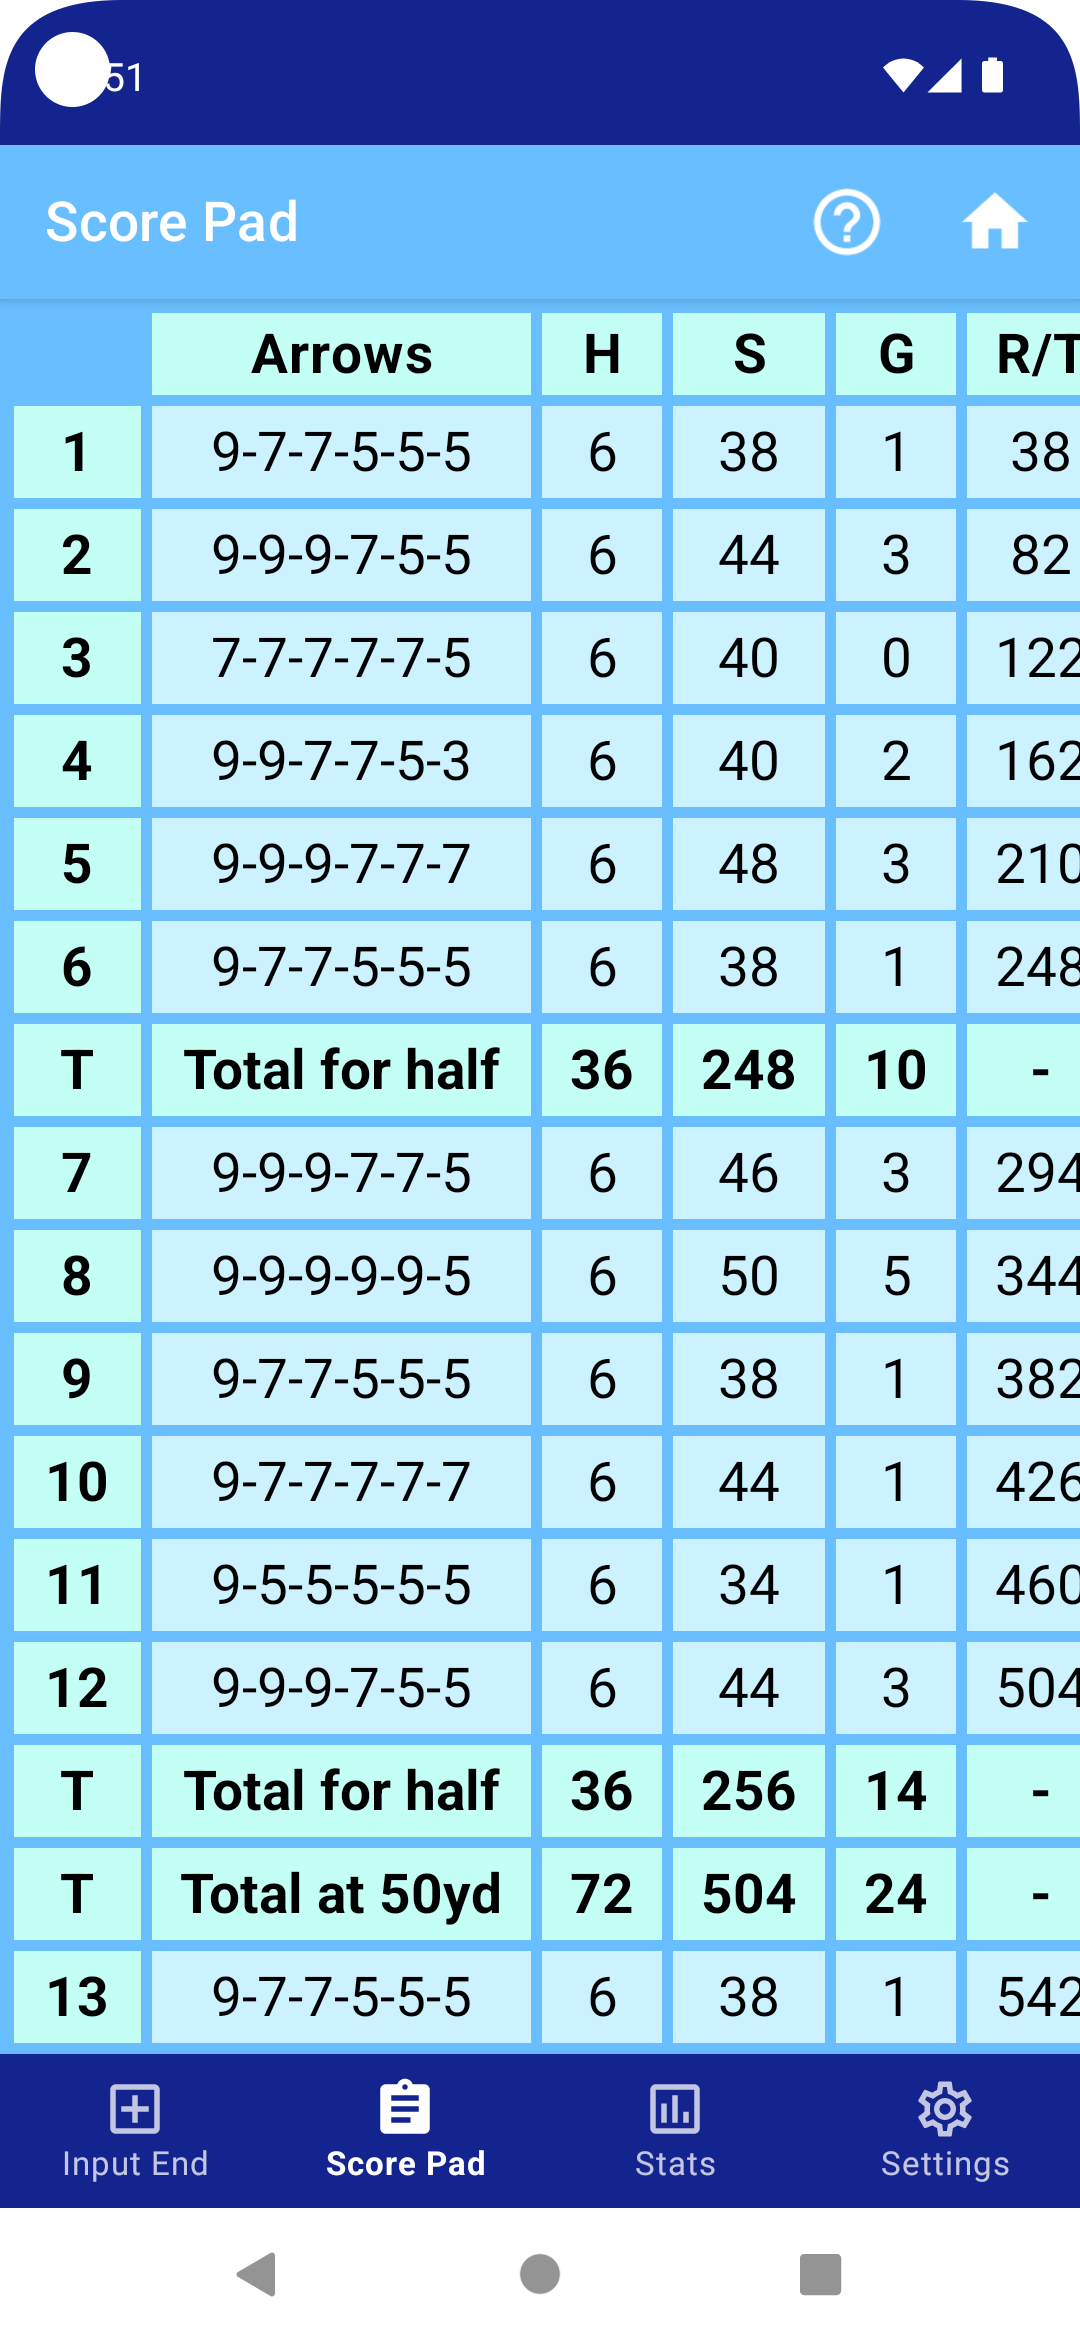 51
Score Pad
Arrows H S G R/T
1 9-7-7-5-5-5 6 38 1 38
2 9-9-9-7-5-5 6 44 3 82
3 7-7-7-7-7-5 6 40 0 122
4 9-9-7-7-5-3 6 40 2 162
5 9-9-9-7-7-7 6 48 3 210
6 9-7-7-5-5-5 6 38 1 248
T Total for half 36 248 10 -
7 9-9-9-7-7-5 6 46 3 294
8 9-9-9-9-9-5 6 50 5 344
9 9-7-7-5-5-5 6 38 1 382
10 9-7-7-7-7-7 6 44 1 426
11 9-5-5-5-5-5 6 34 1 460
12 9-9-9-7-5-5 6 44 3 504
T Total for half 36 256 14 -
T Total at 50yd 72 504 24 -
13 9-7-7-5-5-5 6 38 1 542
Input End Score Pad Stats Settings